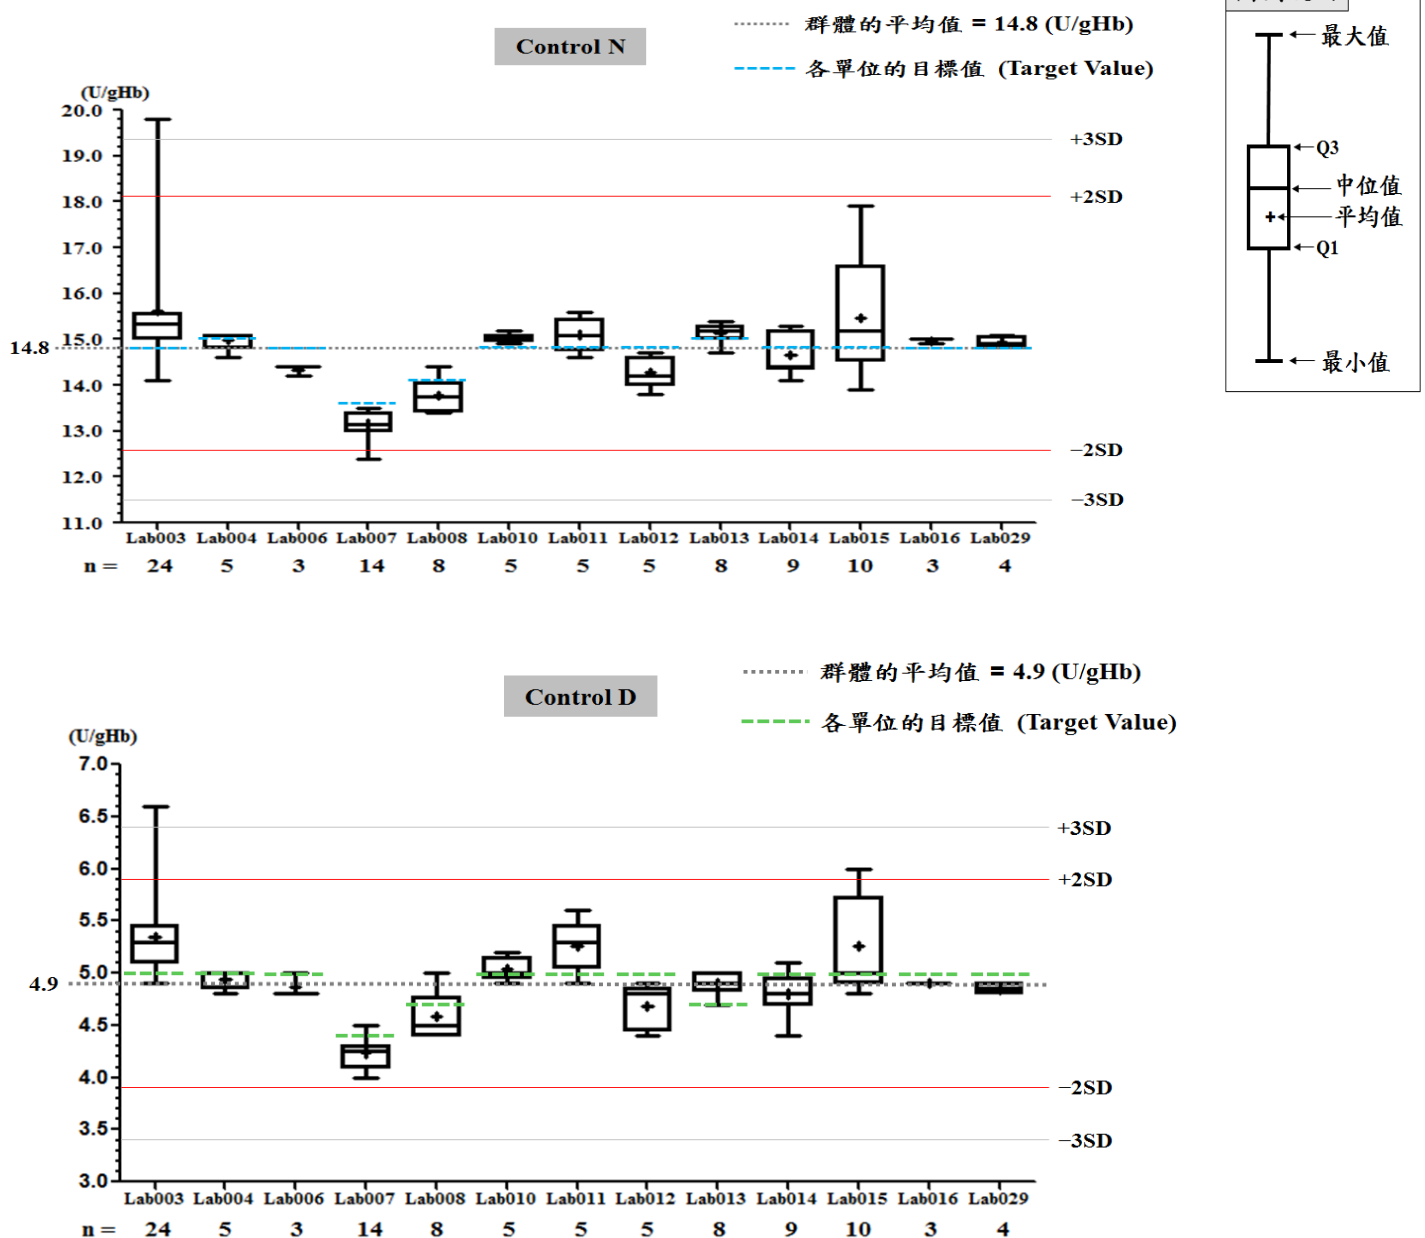 Control N
群體的平均值 = 14.8 (U/gHb)
各單位的目標值 (Target Value)
(U/gHb)
20.0
19.0
18.0
17.0
16.0
15.0
14.8
14.0
13.0
12.0
11.0
+3SD
+2SD
−2SD
−3SD
Lab003 Lab004 Lab006 Lab007 Lab008 Lab010 Lab011 Lab012 Lab013 Lab014 Lab015 Lab016 Lab029
n = 24 5 3 14 8 5 5 5 8 9 10 3 4
最大值
Q3
中位值
平均值
Q1
最小值
Control D
群體的平均值 = 4.9 (U/gHb)
各單位的目標值 (Target Value)
(U/gHb)
7.0
6.5
6.0
5.5
5.0
4.9
4.5
4.0
3.5
3.0
+3SD
+2SD
−2SD
−3SD
Lab003 Lab004 Lab006 Lab007 Lab008 Lab010 Lab011 Lab012 Lab013 Lab014 Lab015 Lab016 Lab029
n = 24 5 3 14 8 5 5 5 8 9 10 3 4